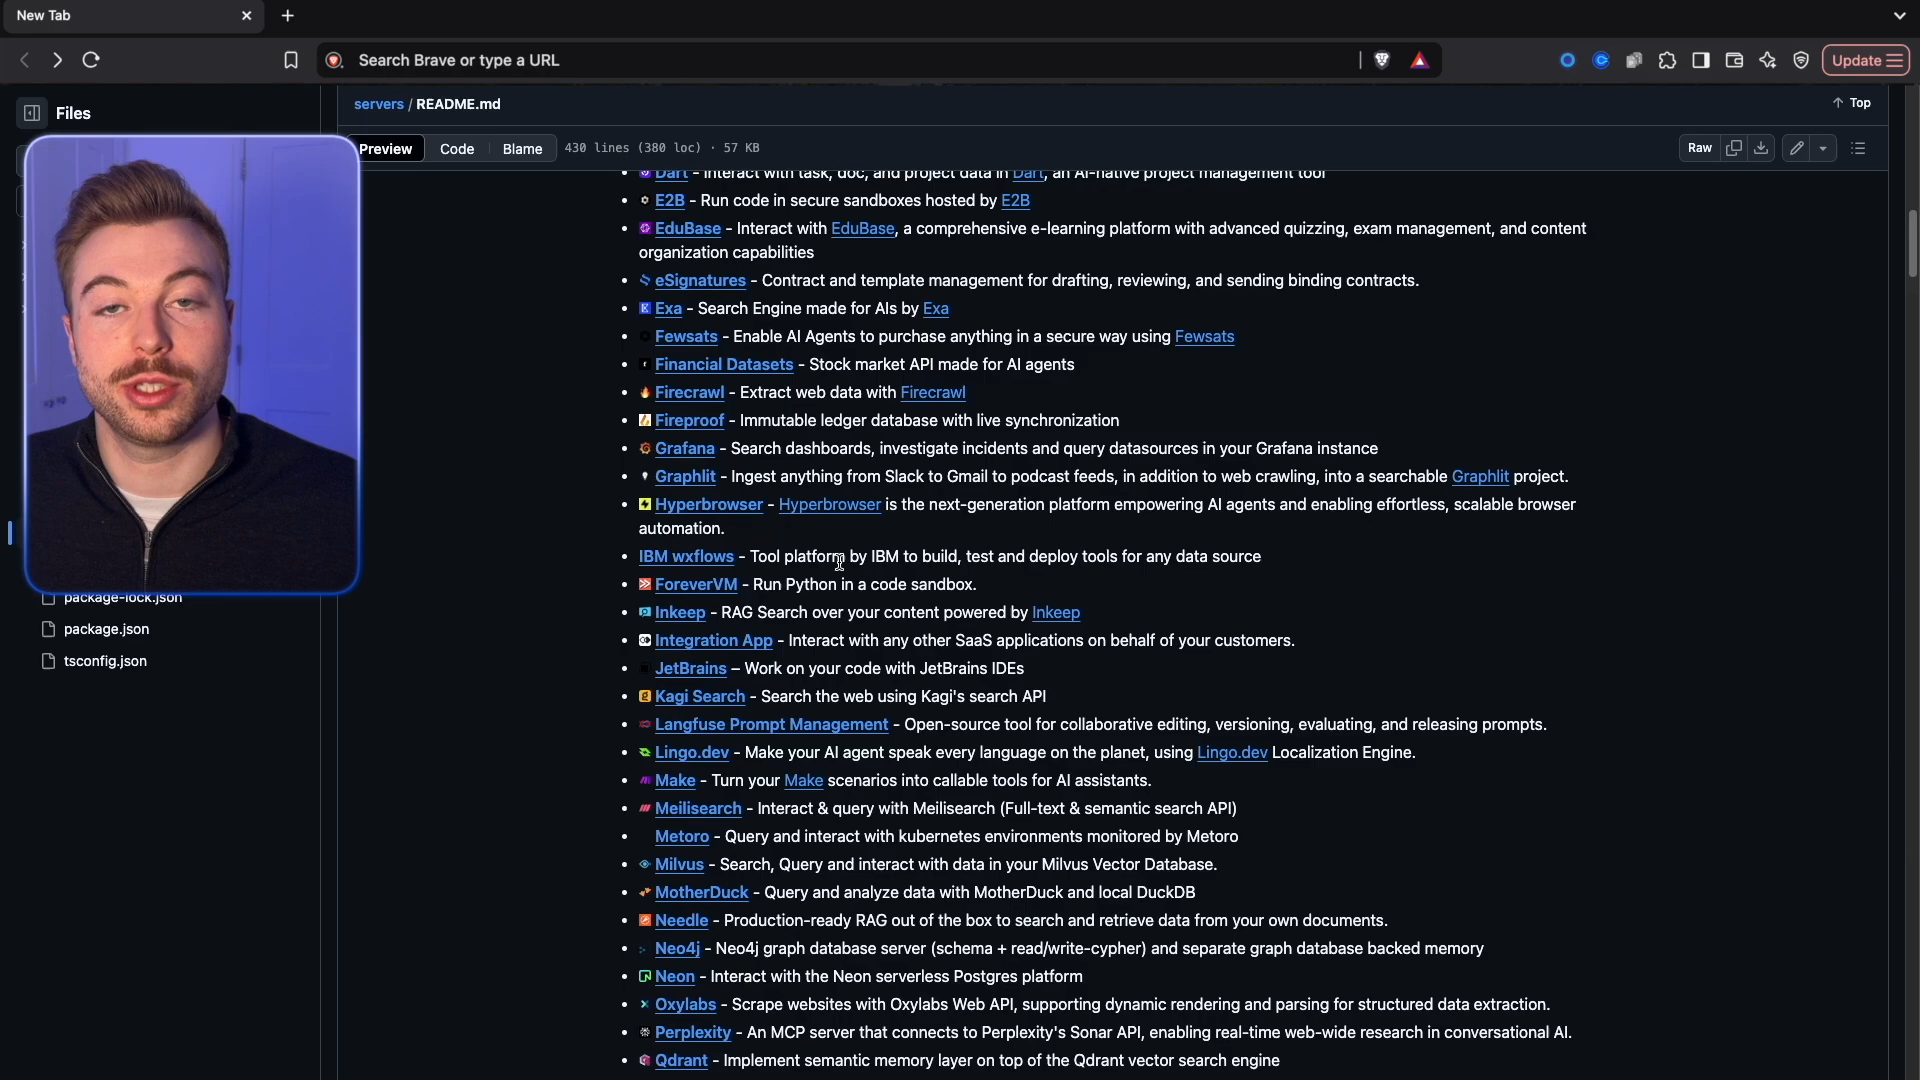 New Tab
Search Brave or type a URL
Update
Files
servers / README.md
Top
Preview
Code
Blame
430 lines (380 loc) · 57 KB
Raw
Dart - Interact with task, doc, and project data in Dart, an AI-native project management tool
E2B - Run code in secure sandboxes hosted by E2B
EduBase - Interact with EduBase, a comprehensive e-learning platform with advanced quizzing, exam management, and content
organization capabilities
eSignatures - Contract and template management for drafting, reviewing, and sending binding contracts.
Exa - Search Engine made for AIs by Exa
Fewsats - Enable AI Agents to purchase anything in a secure way using Fewsats
Financial Datasets - Stock market API made for AI agents
Firecrawl - Extract web data with Firecrawl
Fireproof - Immutable ledger database with live synchronization
Grafana - Search dashboards, investigate incidents and query datasources in your Grafana instance
Graphlit - Ingest anything from Slack to Gmail to podcast feeds, in addition to web crawling, into a searchable Graphlit project.
Hyperbrowser - Hyperbrowser is the next-generation platform empowering AI agents and enabling effortless, scalable browser
automation.
IBM wxflows - Tool platform by IBM to build, test and deploy tools for any data source
ForeverVM - Run Python in a code sandbox.
Inkeep - RAG Search over your content powered by Inkeep
Integration App - Interact with any other SaaS applications on behalf of your customers.
JetBrains – Work on your code with JetBrains IDEs
Kagi Search - Search the web using Kagi's search API
Langfuse Prompt Management - Open-source tool for collaborative editing, versioning, evaluating, and releasing prompts.
Lingo.dev - Make your AI agent speak every language on the planet, using Lingo.dev Localization Engine.
Make - Turn your Make scenarios into callable tools for AI assistants.
Meilisearch - Interact & query with Meilisearch (Full-text & semantic search API)
Metoro - Query and interact with kubernetes environments monitored by Metoro
Milvus - Search, Query and interact with data in your Milvus Vector Database.
MotherDuck - Query and analyze data with MotherDuck and local DuckDB
Needle - Production-ready RAG out of the box to search and retrieve data from your own documents.
Neo4j - Neo4j graph database server (schema + read/write-cypher) and separate graph database backed memory
Neon - Interact with the Neon serverless Postgres platform
Oxylabs - Scrape websites with Oxylabs Web API, supporting dynamic rendering and parsing for structured data extraction.
Perplexity - An MCP server that connects to Perplexity's Sonar API, enabling real-time web-wide research in conversational AI.
Qdrant - Implement semantic memory layer on top of the Qdrant vector search engine
package-lock.json
package.json
tsconfig.json